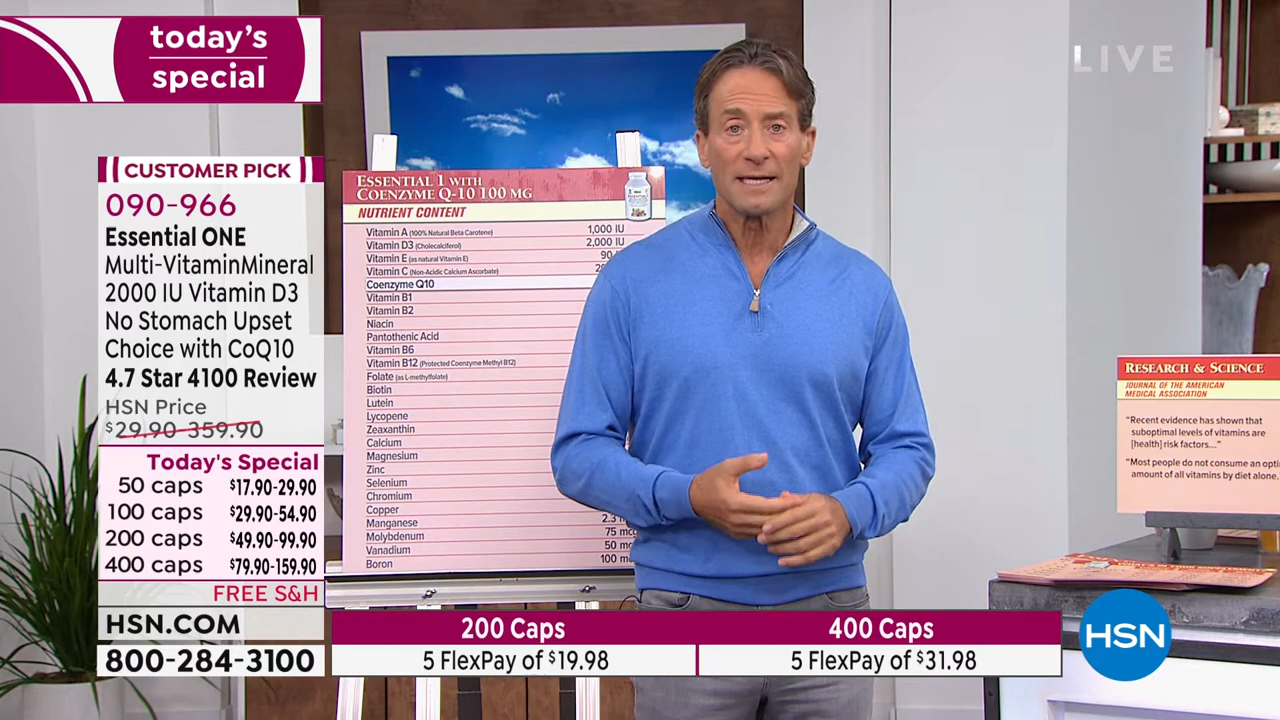 today's
special
LIVE
CUSTOMER PICK
090-966
Essential ONE
Multi-VitaminMineral
2000 IU Vitamin D3
No Stomach Upset
Choice with CoQ10
4.7 Star 4100 Review
HSN Price
$29.90-359.90
Today's Special
50 caps $17.90-29.90
100 caps $29.90-54.90
200 caps $49.90-99.90
400 caps $79.90-159.90
FREE S&H
HSN.COM
800-284-3100
ESSENTIAL 1 WITH
COENZYME Q-10 100 MG
NUTRIENT CONTENT
Vitamin A (100% Natural Beta Carotene) 1,000 IU
Vitamin D3 (Cholecalciferol) 2,000 IU
Vitamin E (as natural Vitamin E) 90
Vitamin C (Non-Acidic Calcium Ascorbate)
Coenzyme Q10
Vitamin B1
Vitamin B2
Niacin
Pantothenic Acid
Vitamin B6
Vitamin B12 (Protected Coenzyme Methyl B12)
Folate (as L-methylfolate)
Biotin
Lutein
Lycopene
Zeaxanthin
Calcium
Magnesium
Zinc
Selenium
Chromium
Copper
Manganese 2.3
Molybdenum 75 mcg
Vanadium 50
Boron 100
200 Caps
5 FlexPay of $19.98
400 Caps
5 FlexPay of $31.98
RESEARCH & SCIENCE
JOURNAL OF THE AMERICAN
MEDICAL ASSOCIATION
"Recent evidence has shown that
suboptimal levels of vitamins are
[health] risk factors..."
"Most people do not consume an opti
amount of all vitamins by diet alone.
HSN